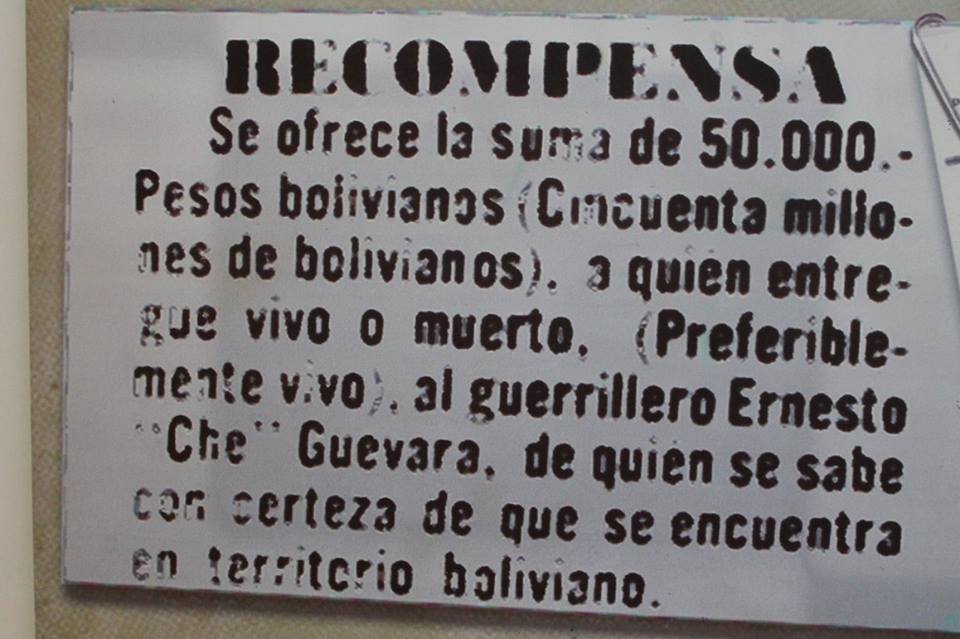 RECOMPENSA
Se ofrece la suma de 50.000.-
Pesos bolivianos (Cincuenta millo-
nes de bolivianos), a quien entre-
gue vivo o muerto, (Preferible-
mente vivo), al guerrillero Ernesto
"Che" Guevara, de quien se sabe
con certeza de que se encuentra
en territorio boliviano.